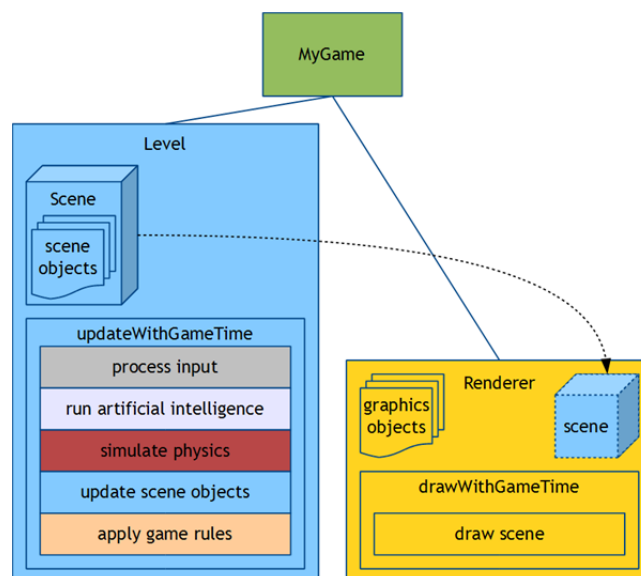 MyGame
Level
Scene
scene
objects
updateWithGameTime
process input
run artificial intelligence
simulate physics
update scene objects
apply game rules
Renderer
graphics
objects
scene
drawWithGameTime
draw scene